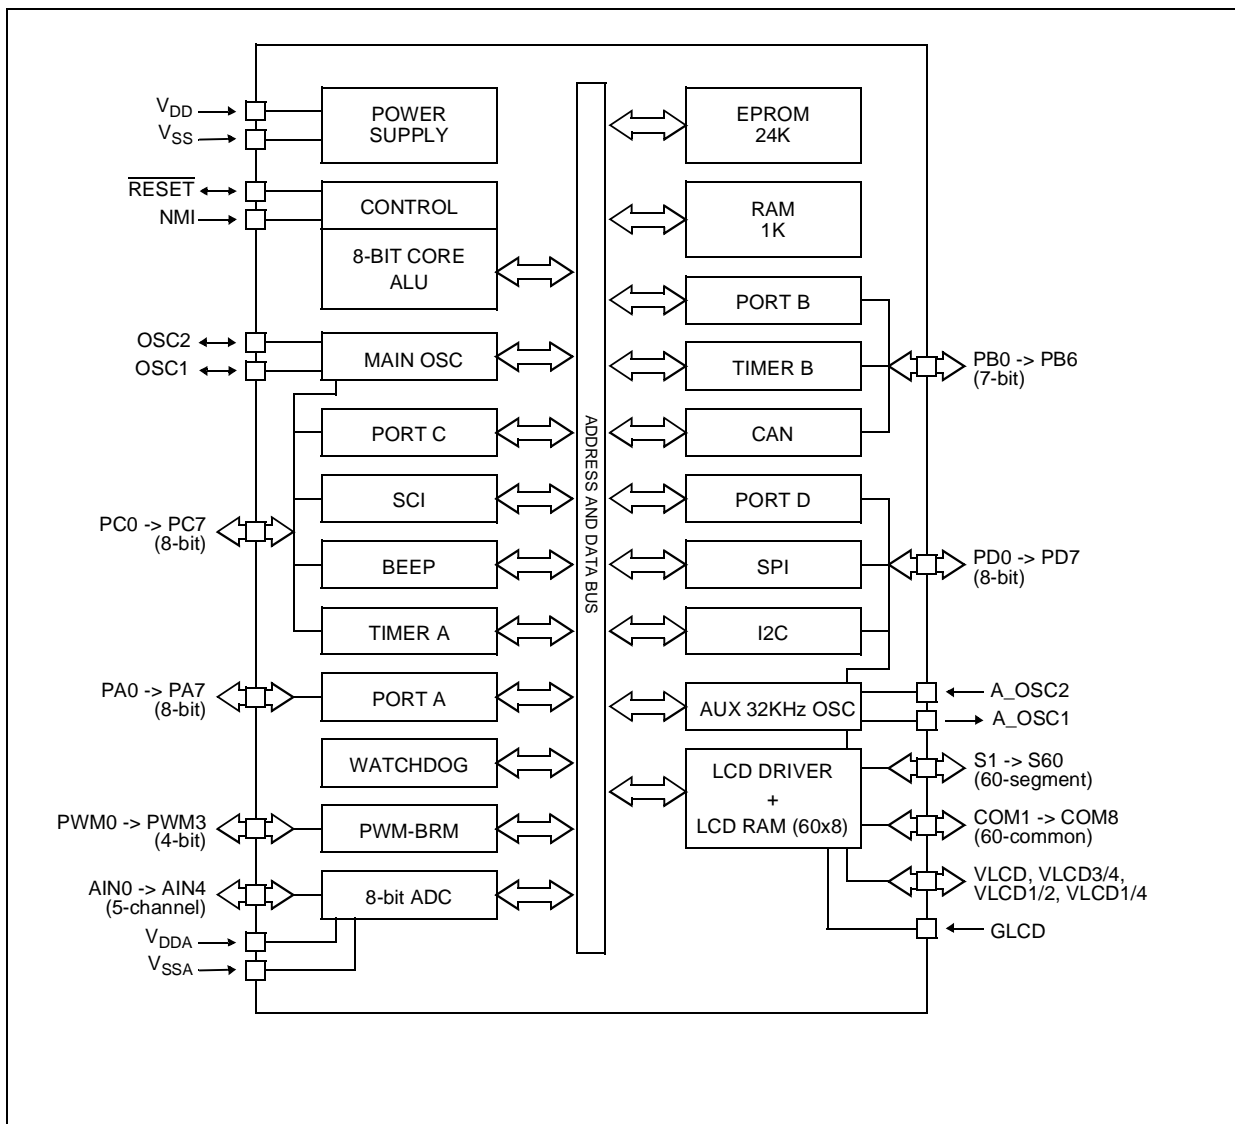 VDD
VSS
POWER
SUPPLY
RESET
NMI
CONTROL
8-BIT CORE
ALU
OSC2
OSC1
MAIN OSC
PORT C
SCI
PC0 -> PC7
(8-bit)
BEEP
TIMER A
PA0 -> PA7
(8-bit)
PORT A
WATCHDOG
PWM0 -> PWM3
(4-bit)
PWM-BRM
AIN0 -> AIN4
(5-channel)
8-bit ADC
VDDA
VSSA
ADDRESS AND DATA BUS
EPROM
24K
RAM
1K
PORT B
TIMER B
PB0 -> PB6
(7-bit)
CAN
PORT D
SPI
PD0 -> PD7
(8-bit)
I2C
AUX 32KHz OSC
A_OSC2
A_OSC1
LCD DRIVER
+
LCD RAM (60x8)
S1 -> S60
(60-segment)
COM1 -> COM8
(60-common)
VLCD, VLCD3/4,
VLCD1/2, VLCD1/4
GLCD